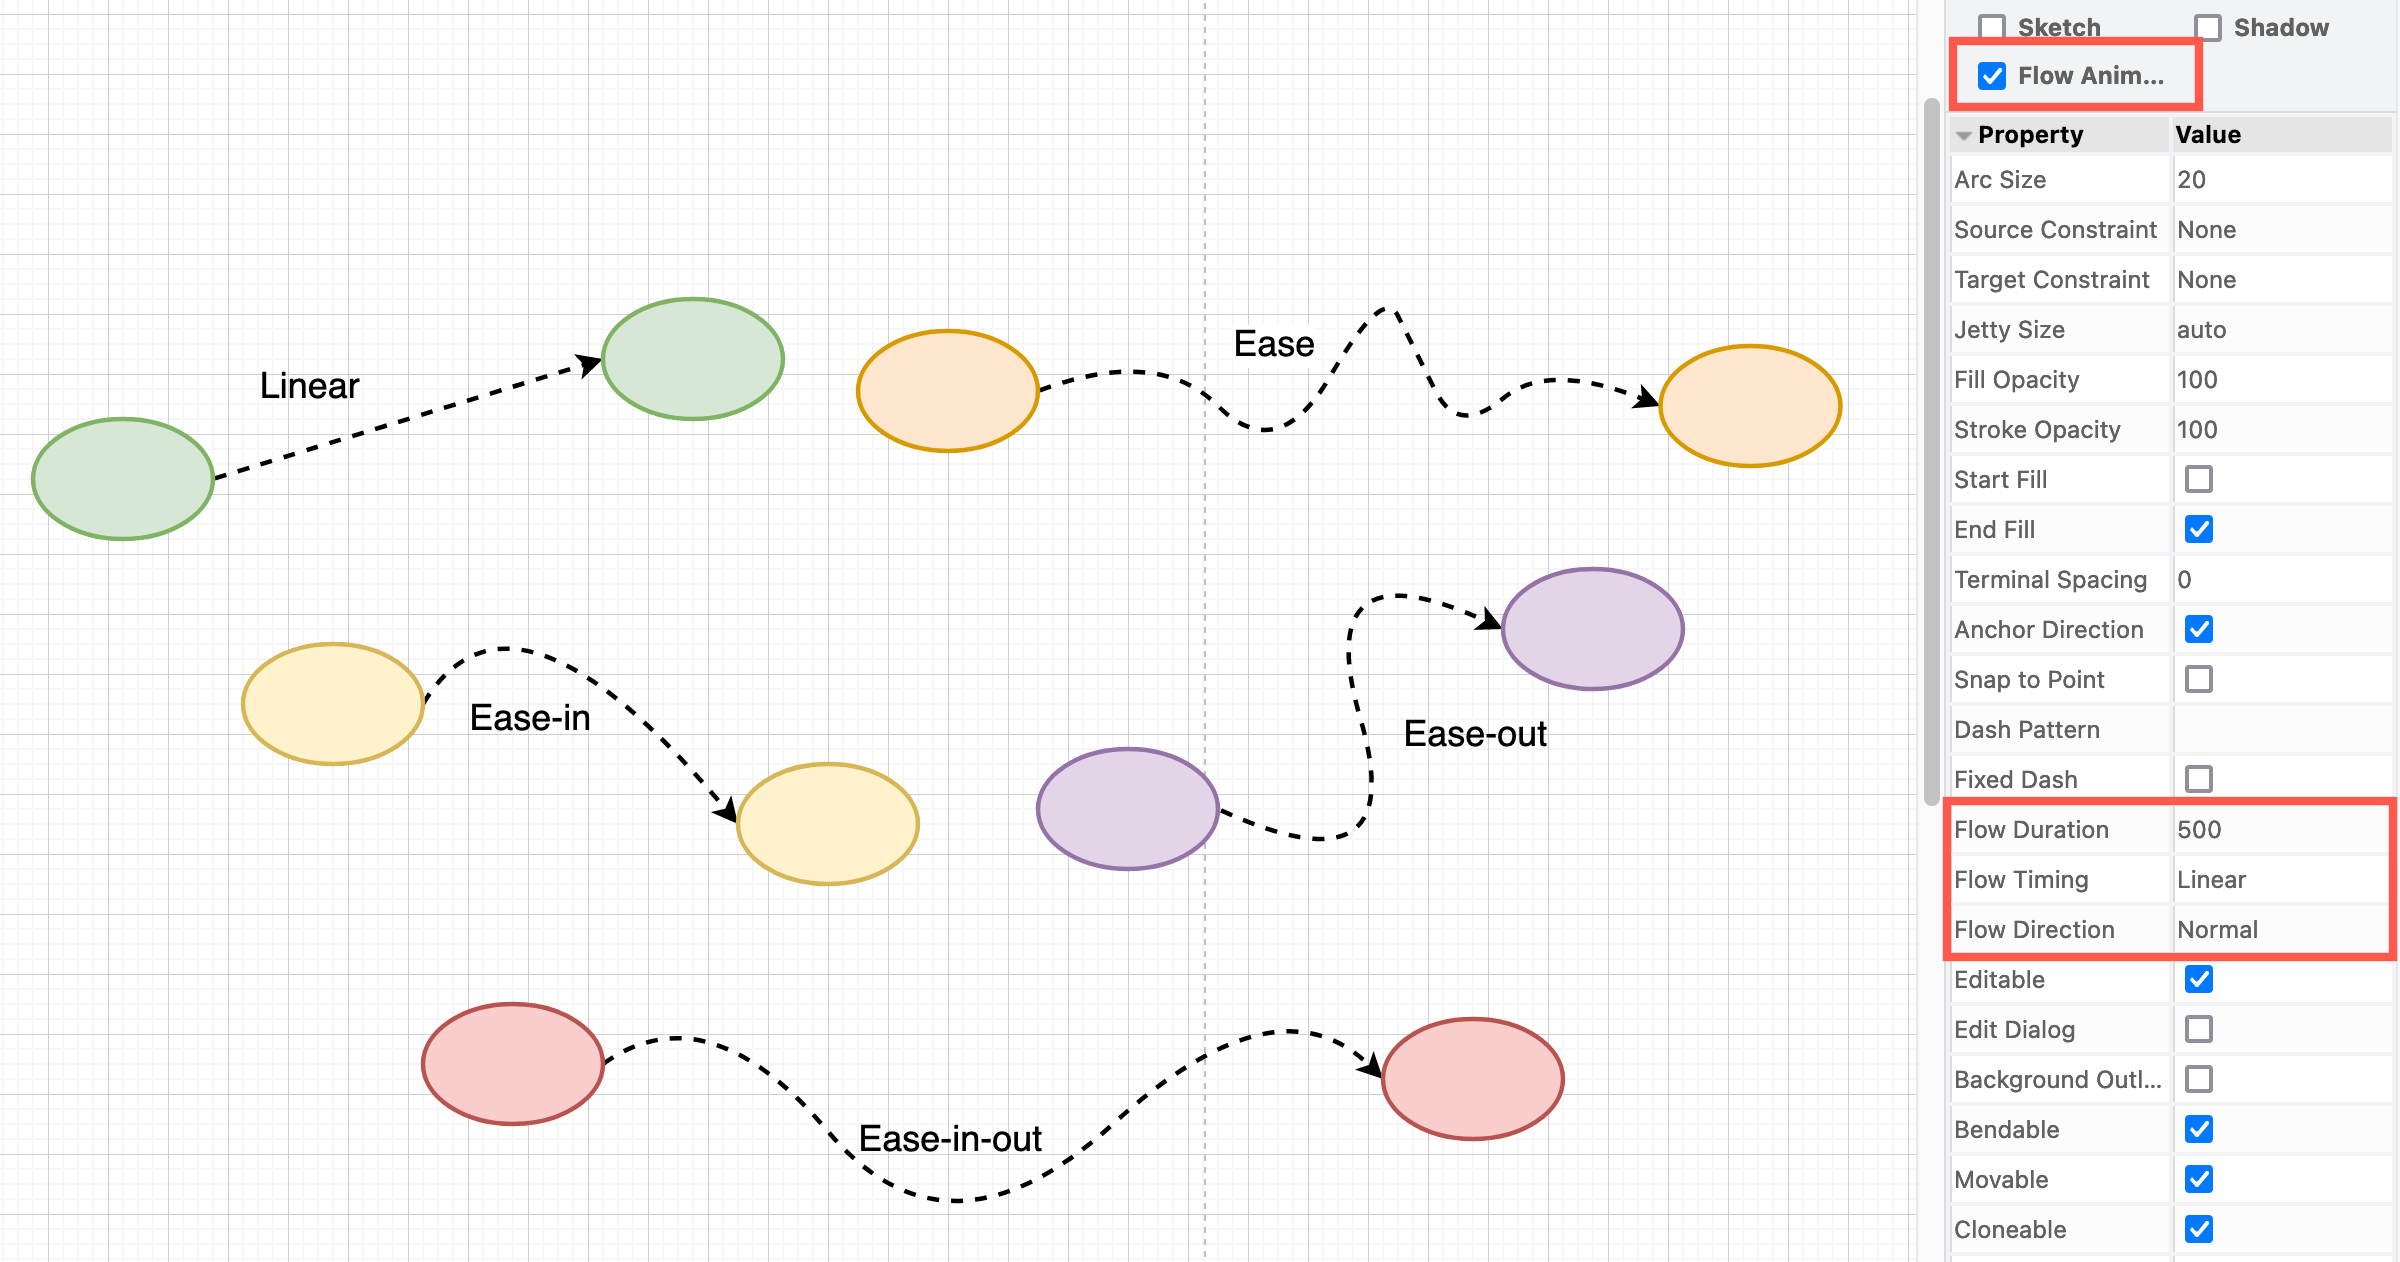 Linear
Ease
Ease-in
Ease-out
Ease-in-out
Sketch Shadow
Flow Anim...
Property Value
Arc Size 20
Source Constraint None
Target Constraint None
Jetty Size auto
Fill Opacity 100
Stroke Opacity 100
Start Fill
End Fill
Terminal Spacing 0
Anchor Direction
Snap to Point
Dash Pattern
Fixed Dash
Flow Duration 500
Flow Timing Linear
Flow Direction Normal
Editable
Edit Dialog
Background Outl...
Bendable
Movable
Cloneable